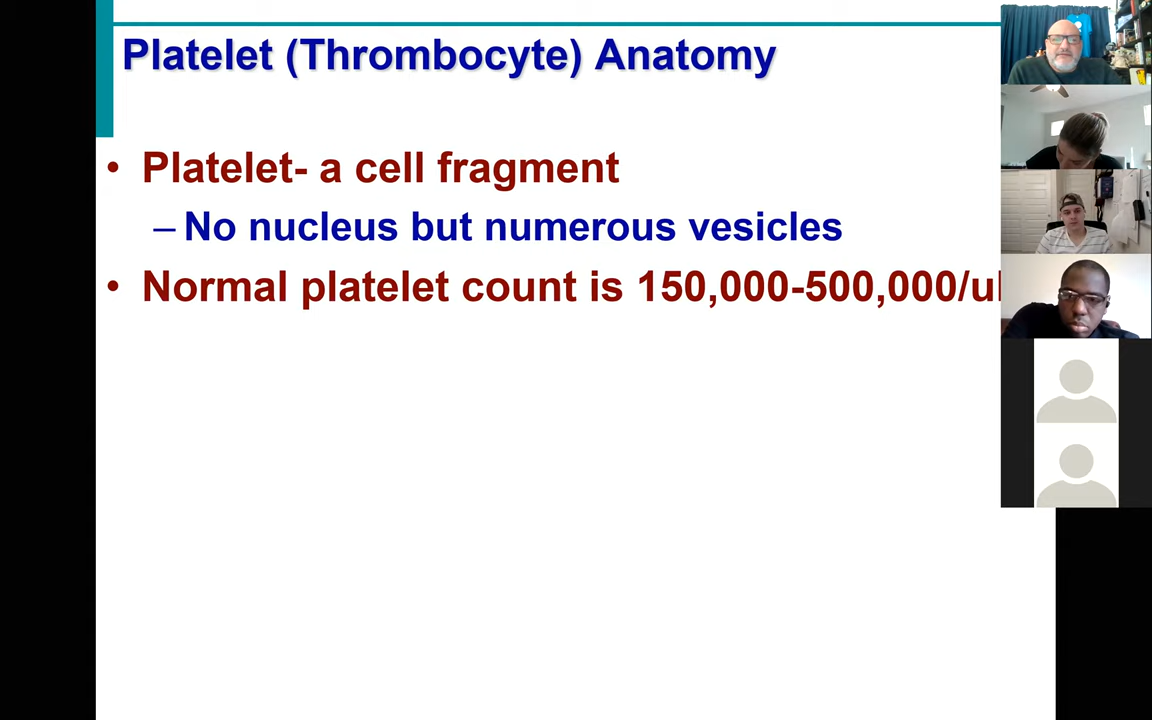 Platelet (Thrombocyte) Anatomy
• Platelet- a cell fragment
– No nucleus but numerous vesicles
• Normal platelet count is 150,000-500,000/ul